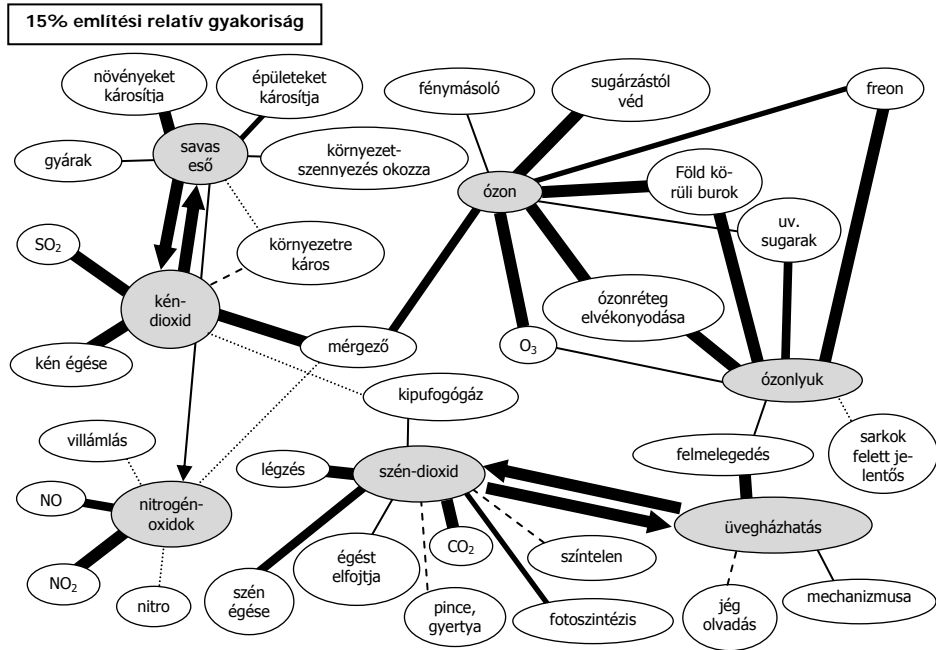 15% említési relatív gyakoriság
növényeket
károsítja
épületeket
károsítja
fénymásoló
sugárzástól
véd
freon
savas
eső
gyárak
környezet-
szennyezés okozza
ózon
Föld kö-
rüli burok
uv.
sugarak
SO₂
környezetre
káros
kén-
dioxid
ózonréteg
elvékonyodása
kén égése
mérgező
O₃
ózonlyuk
kipufogógáz
villámlás
légzés
szén-dioxid
felmelegedés
sarkok
felett je-
lentős
NO
nitrogén-
oxidok
üvegházhatás
égést
elfojtja
CO₂
színtelen
NO₂
nitro
szén
égése
pince,
gyertya
fotoszintézis
jég
olvadás
mechanizmusa